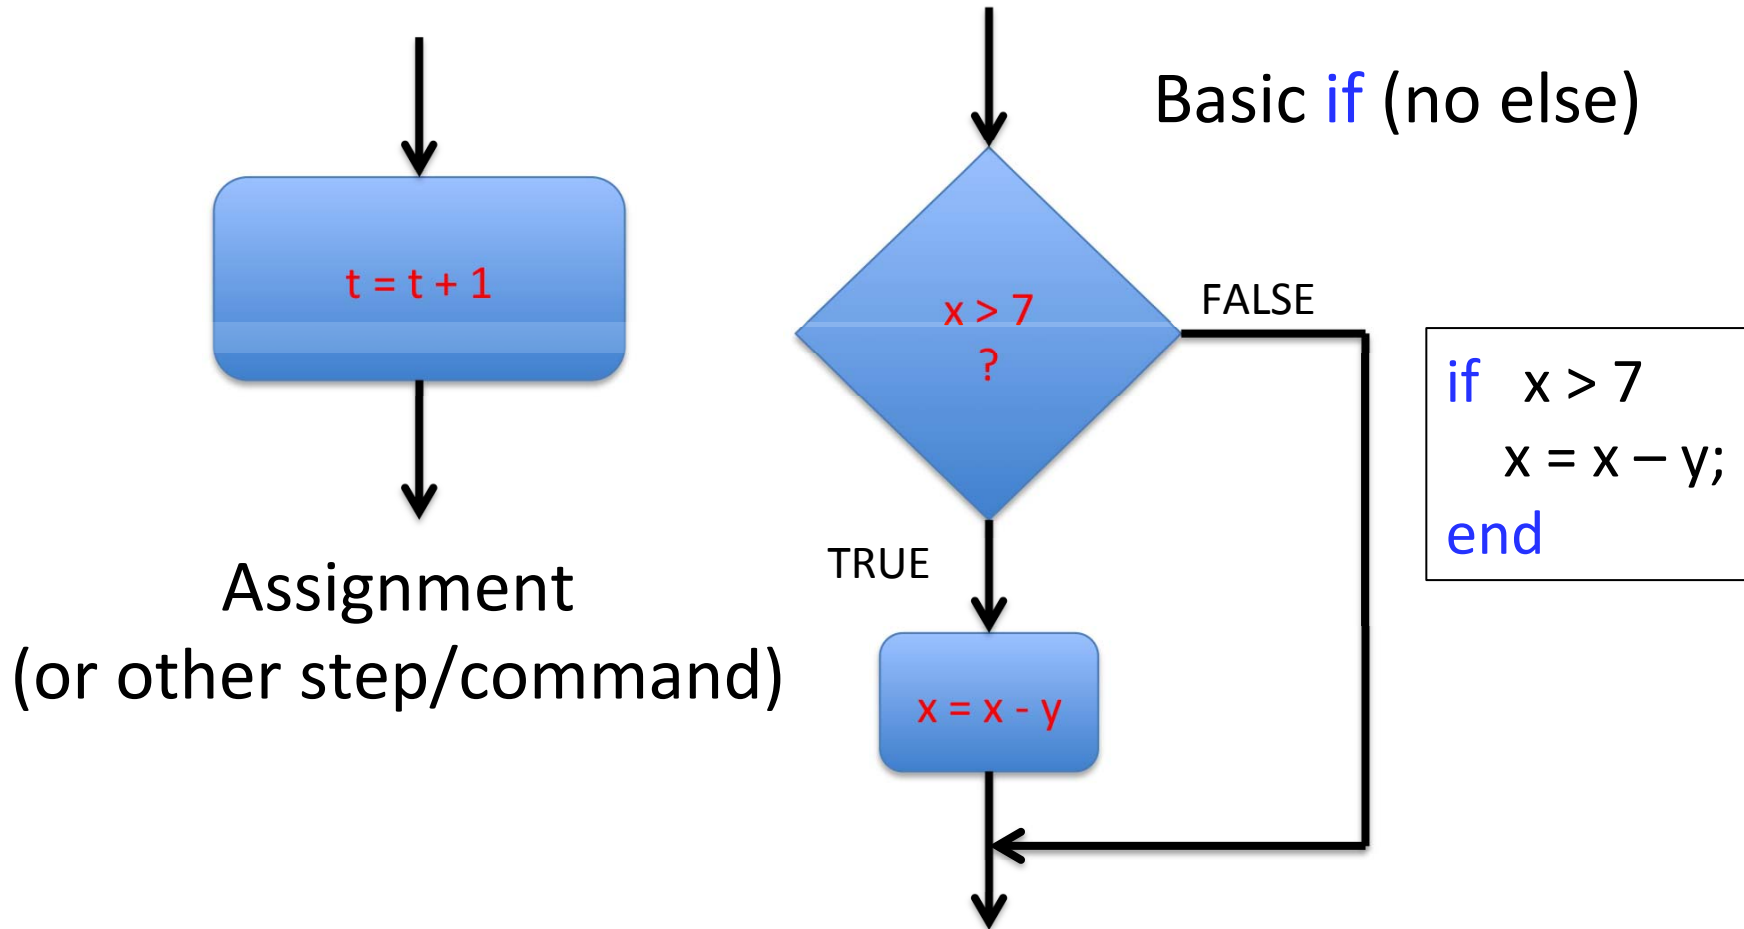 t = t + 1
Assignment
(or other step/command)
Basic if (no else)
x > 7
?
FALSE
TRUE
x = x - y
if x > 7
x = x – y;
end